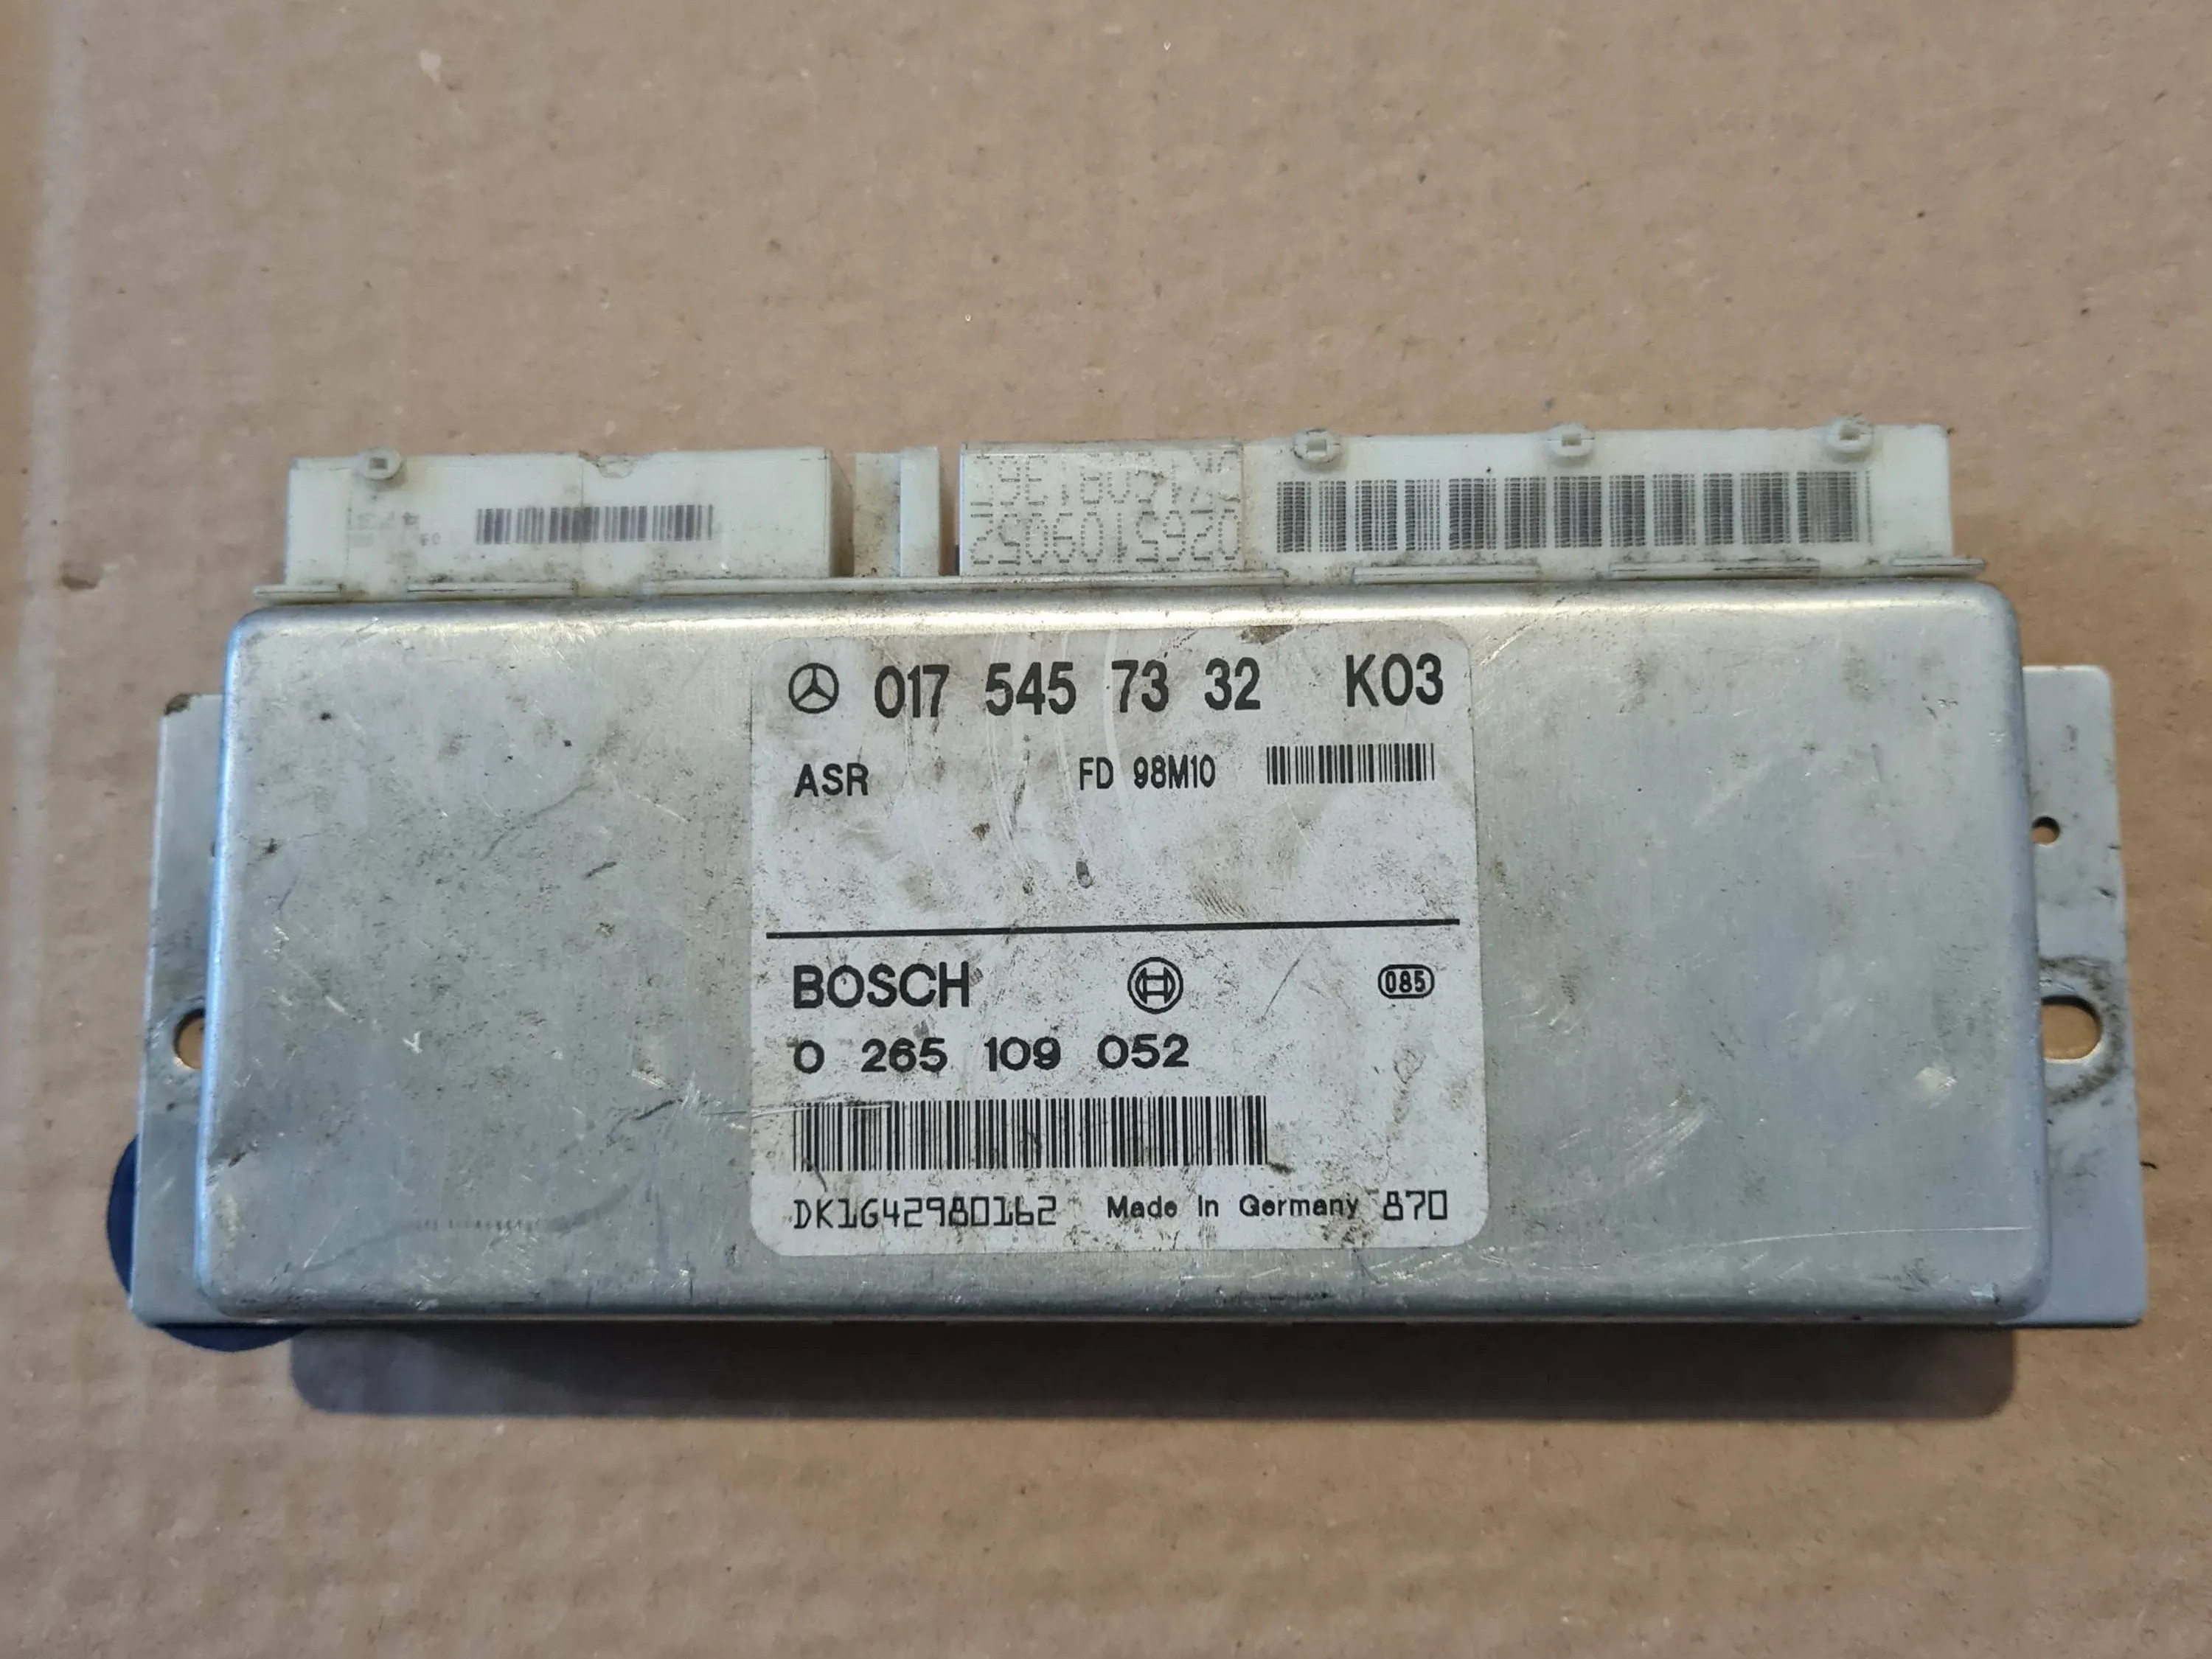 0265109052
017 545 73 32 K03
ASR FD 98M10
BOSCH 085
0 265 109 052
DK1G42980162 Made in Germany 870